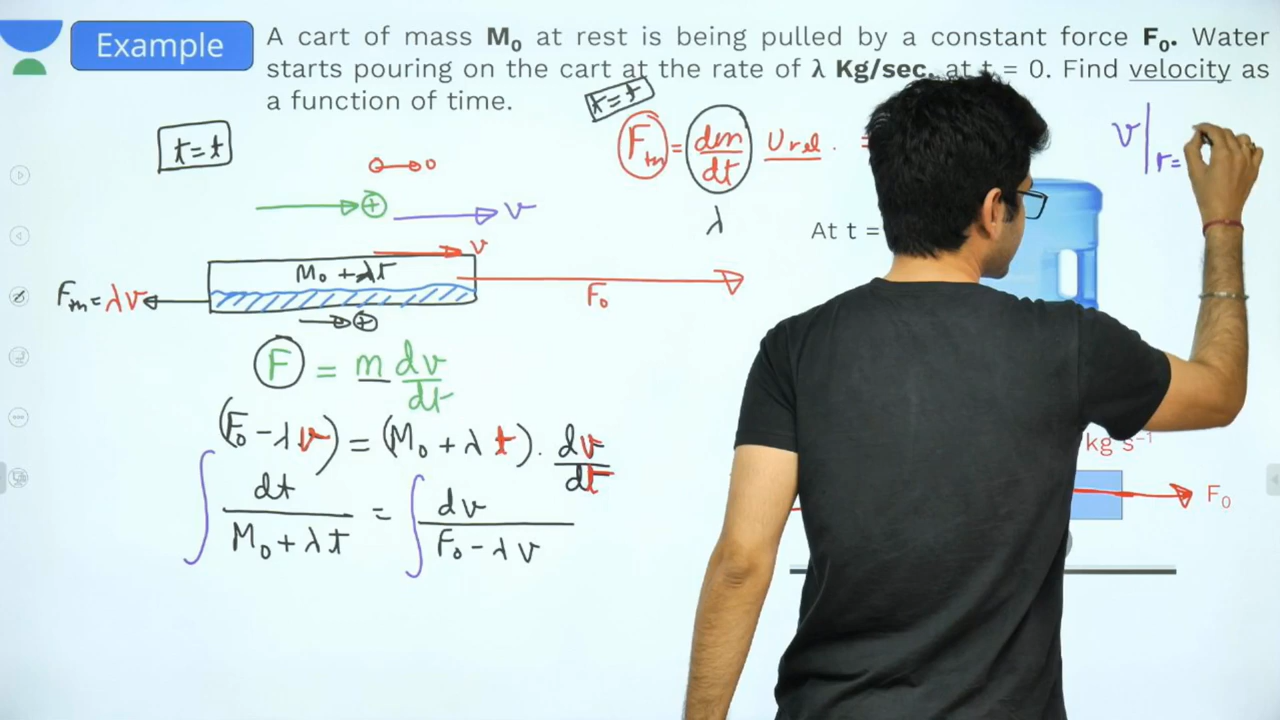 Example
A cart of mass M₀ at rest is being pulled by a constant force F₀. Water
starts pouring on the cart at the rate of λ Kg/sec. at t = 0. Find velocity as
a function of time.
t=t
t=t
F_m = dm/dt U rel. =
λ
v|t=
0
+
v
v
M₀ + λt
F₀
F_m = λv
+
At t =
F = m dv/dt
(F₀ - λv) = (M₀ + λt) . dv/dt
∫ dt/(M₀ + λt) = ∫ dv/(F₀ - λv)
kg s⁻¹
F₀